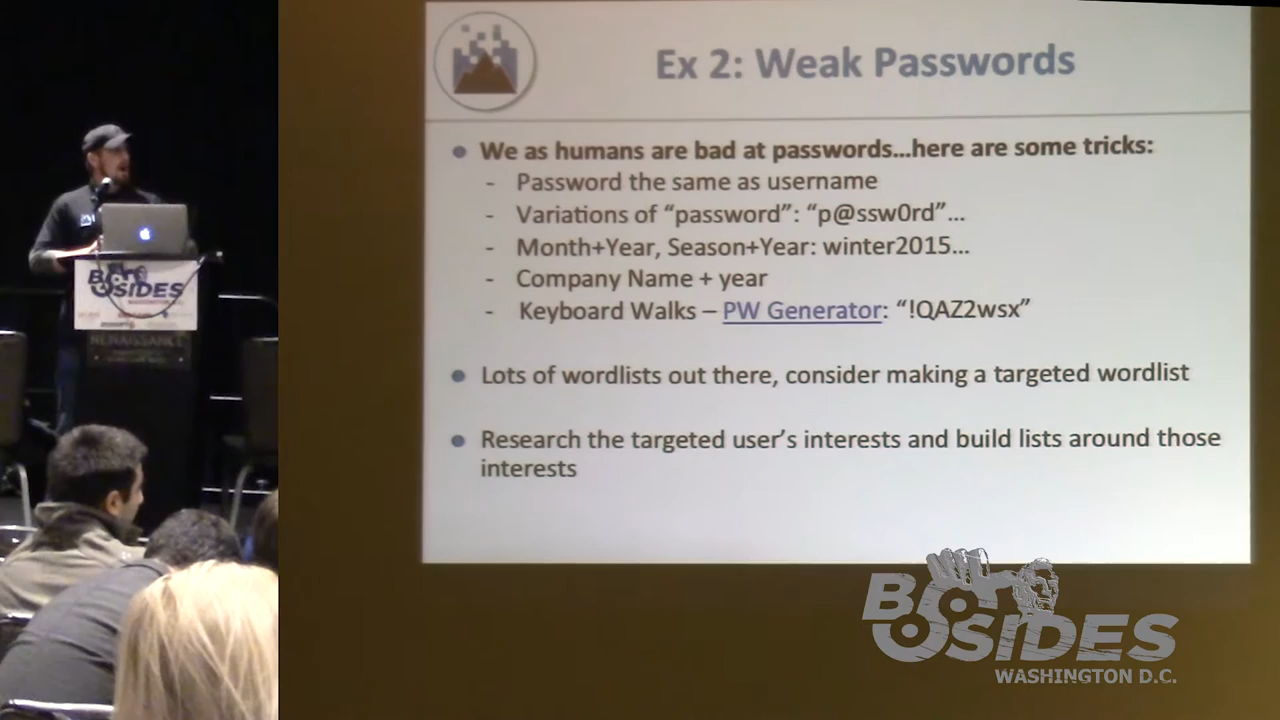 Ex 2: Weak Passwords
• We as humans are bad at passwords...here are some tricks:
- Password the same as username
- Variations of “password”: “p@ssw0rd”...
- Month+Year, Season+Year: winter2015...
- Company Name + year
- Keyboard Walks – PW Generator: “!QAZ2wsx”
• Lots of wordlists out there, consider making a targeted wordlist
• Research the targeted user’s interests and build lists around those
interests
BSIDES
WASHINGTON D.C.
RENAISSANCE
BSIDES
WASHINGTON D.C.